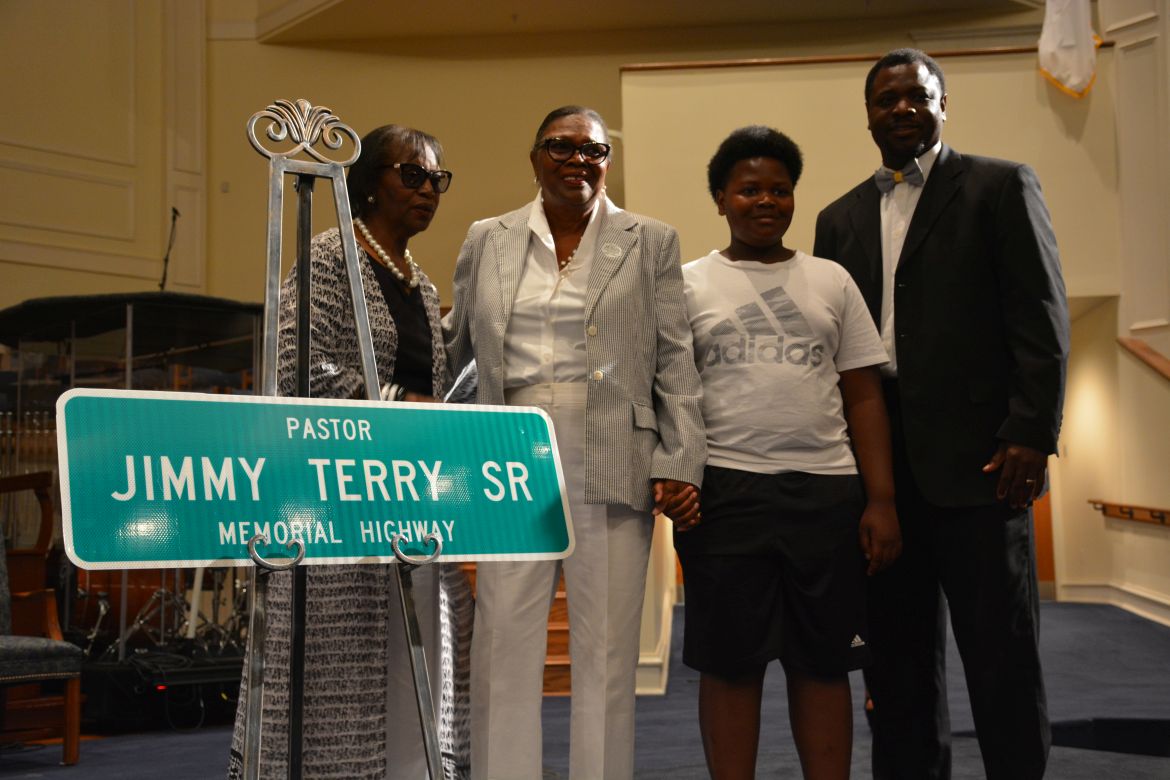 PASTOR
JIMMY TERRY SR
MEMORIAL HIGHWAY
adidas